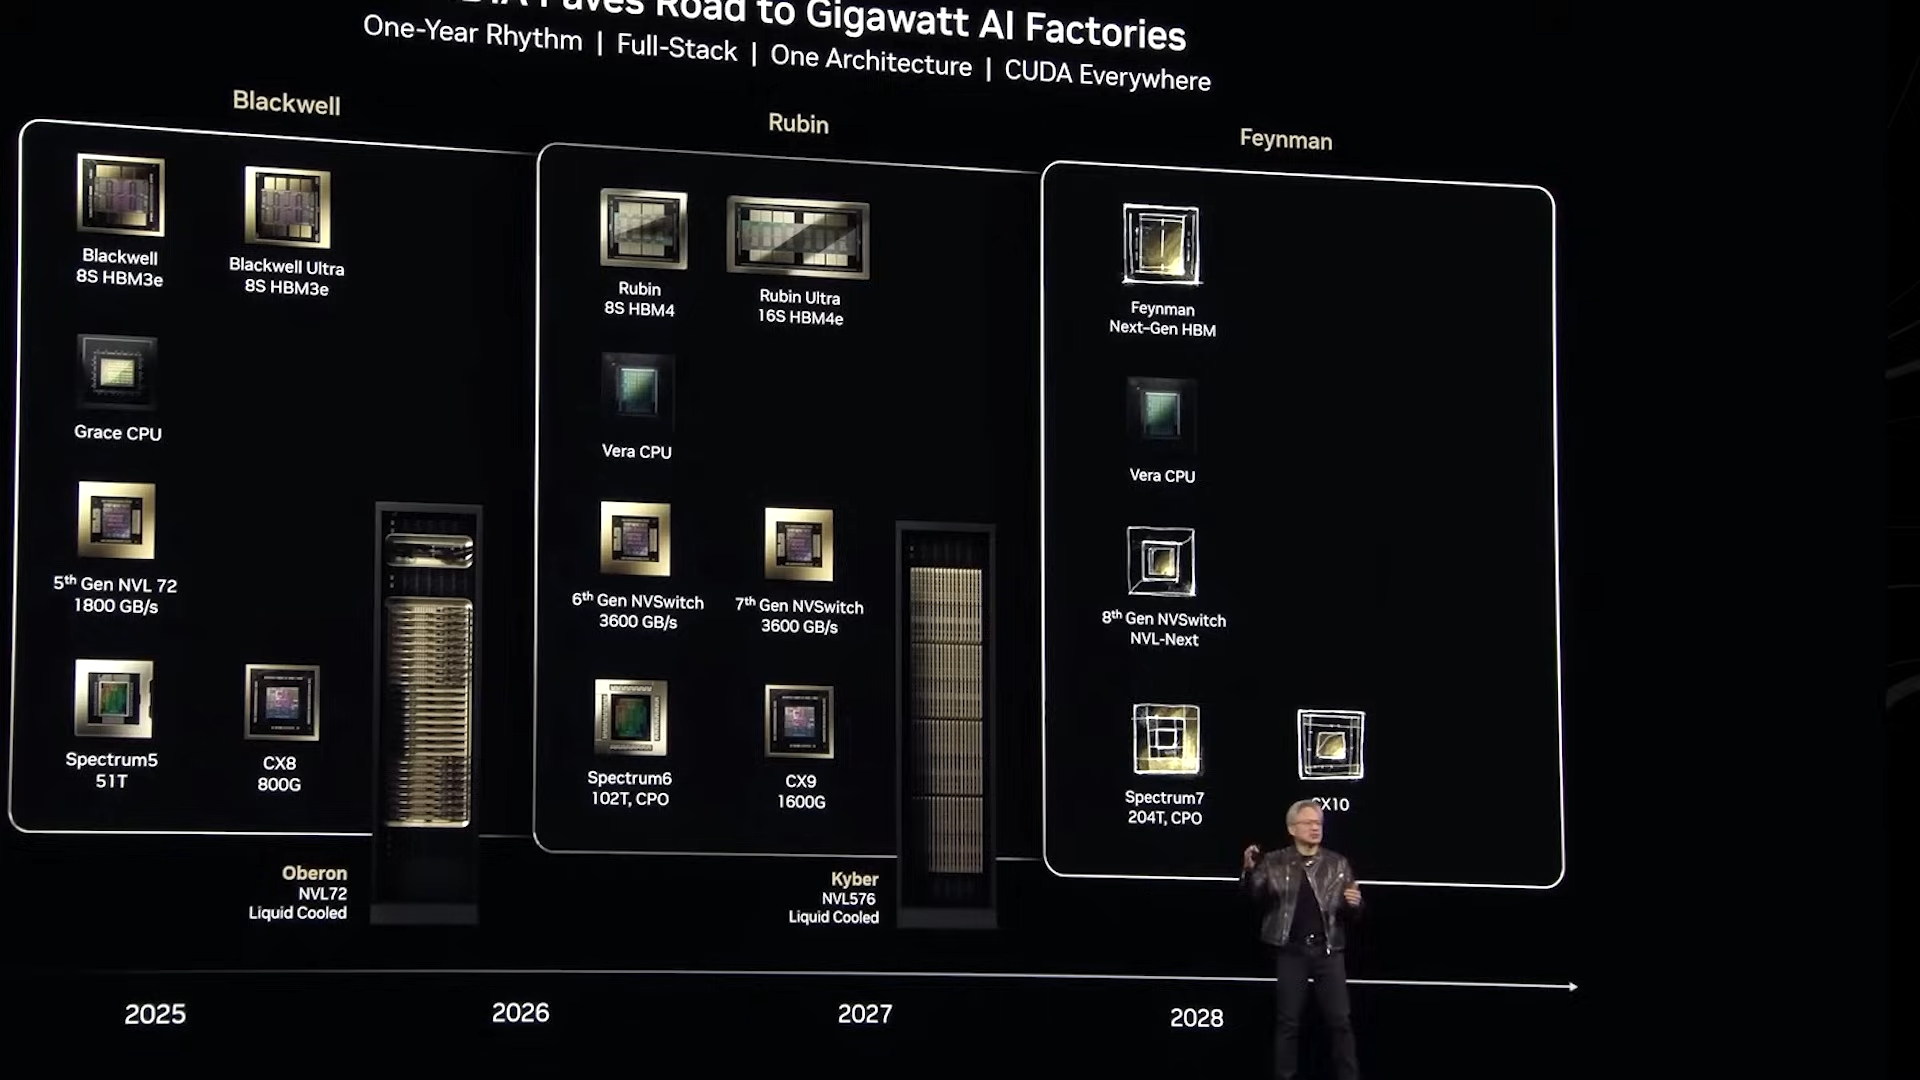 Paves Road to Gigawatt AI Factories
One-Year Rhythm | Full-Stack | One Architecture | CUDA Everywhere
Blackwell
Blackwell
8S HBM3e
Blackwell Ultra
8S HBM3e
Grace CPU
5th Gen NVL 72
1800 GB/s
Spectrum5
51T
CX8
800G
Oberon
NVL72
Liquid Cooled
Rubin
Rubin
8S HBM4
Rubin Ultra
16S HBM4e
Vera CPU
6th Gen NVSwitch
3600 GB/s
7th Gen NVSwitch
3600 GB/s
Spectrum6
102T, CPO
CX9
1600G
Kyber
NVL576
Liquid Cooled
Feynman
Feynman
Next-Gen HBM
Vera CPU
8th Gen NVSwitch
NVL-Next
Spectrum7
204T, CPO
CX10
2025
2026
2027
2028